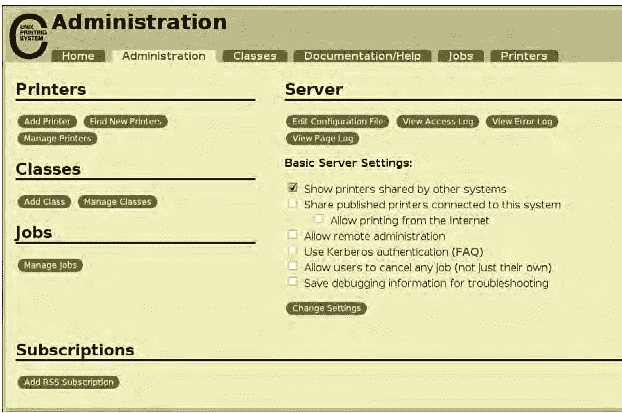 UNIX
PRINTING
SYSTEM
Administration
Home Administration Classes Documentation/Help Jobs Printers
Printers
Add Printer Find New Printers
Manage Printers
Classes
Add Class Manage Classes
Jobs
Manage Jobs
Server
Edit Configuration File View Access Log View Error Log
View Page Log
Basic Server Settings:
Show printers shared by other systems
Share published printers connected to this system
Allow printing from the Internet
Allow remote administration
Use Kerberos authentication (FAQ)
Allow users to cancel any job (not just their own)
Save debugging information for troubleshooting
Change Settings
Subscriptions
Add RSS Subscription